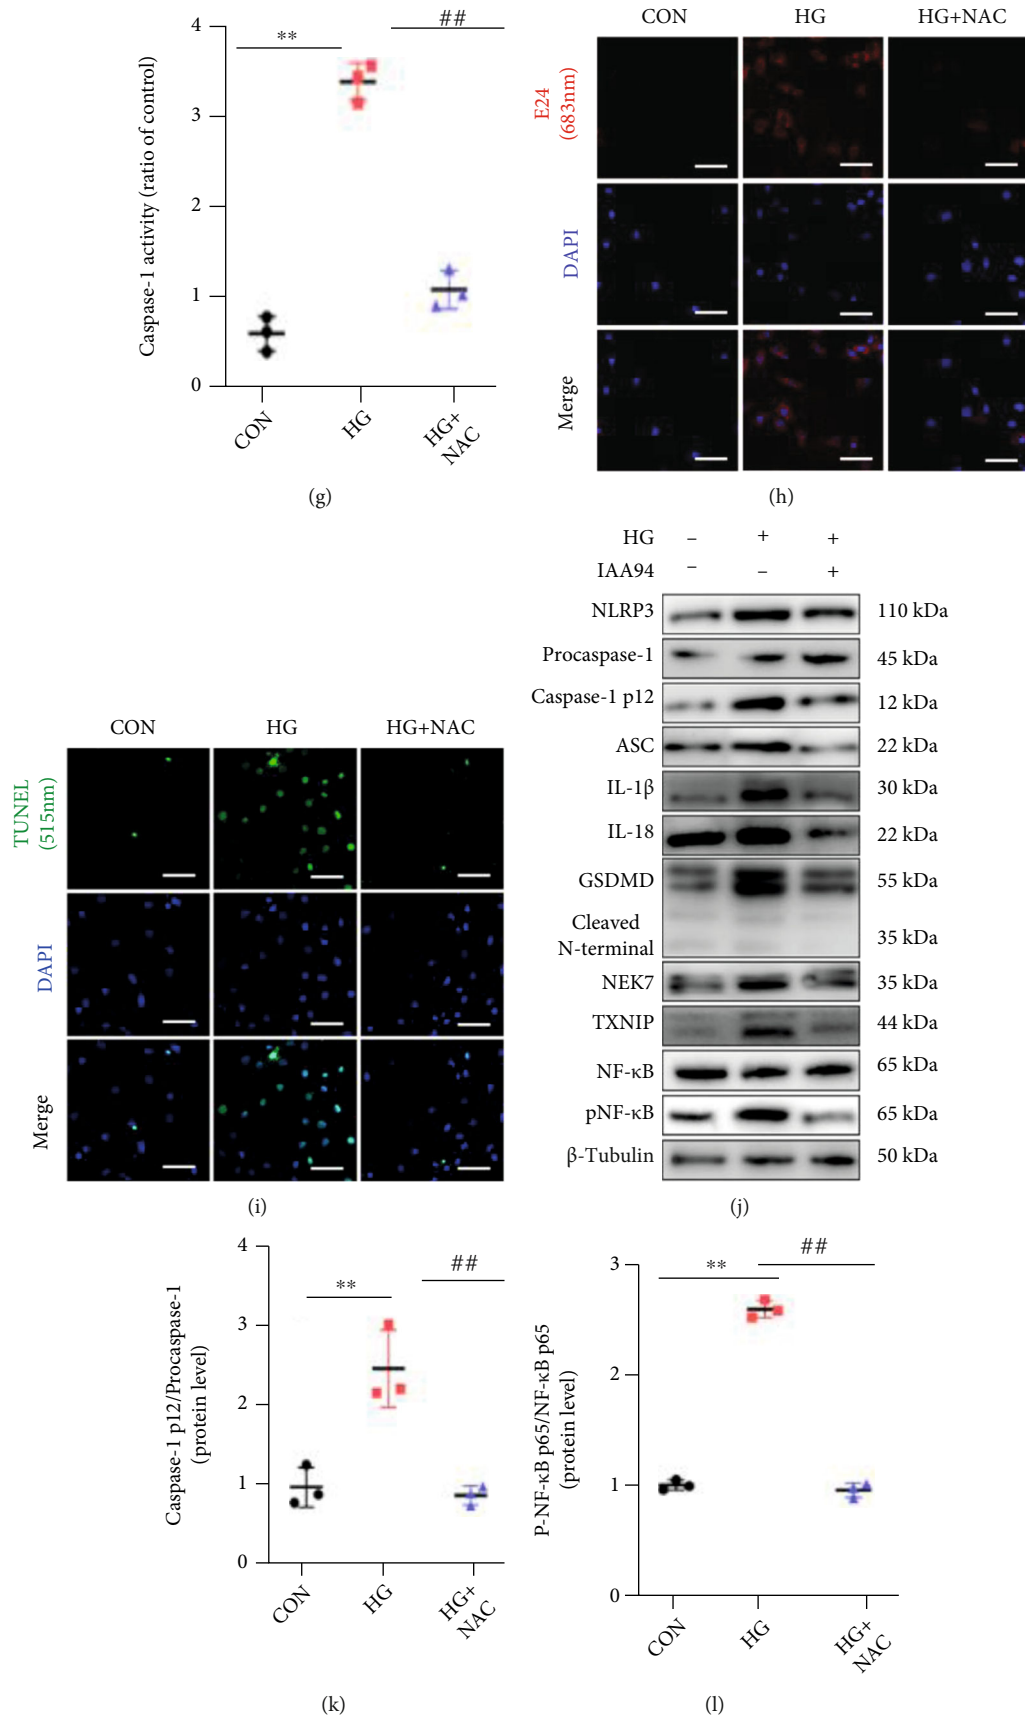 4
3
2
1
0
Caspase-1 activity (ratio of control)
**
##
CON
HG
HG+
NAC
(g)
CON HG HG+NAC
E24
(683nm)
DAPI
Merge
(h)
CON HG HG+NAC
TUNEL
(515nm)
DAPI
Merge
(i)
HG – + +
IAA94 – – +
NLRP3 110 kDa
Procaspase-1 45 kDa
Caspase-1 p12 12 kDa
ASC 22 kDa
IL-1β 30 kDa
IL-18 22 kDa
GSDMD 55 kDa
Cleaved
N-terminal 35 kDa
NEK7 35 kDa
TXNIP 44 kDa
NF-κB 65 kDa
pNF-κB 65 kDa
β-Tubulin 50 kDa
(j)
4
3
2
1
0
Caspase-1 p12/Procaspase-1
(protein level)
**
##
CON
HG
HG+
NAC
(k)
3
2
1
0
P-NF-κB p65/NF-κB p65
(protein level)
**
##
CON
HG
HG+
NAC
(l)